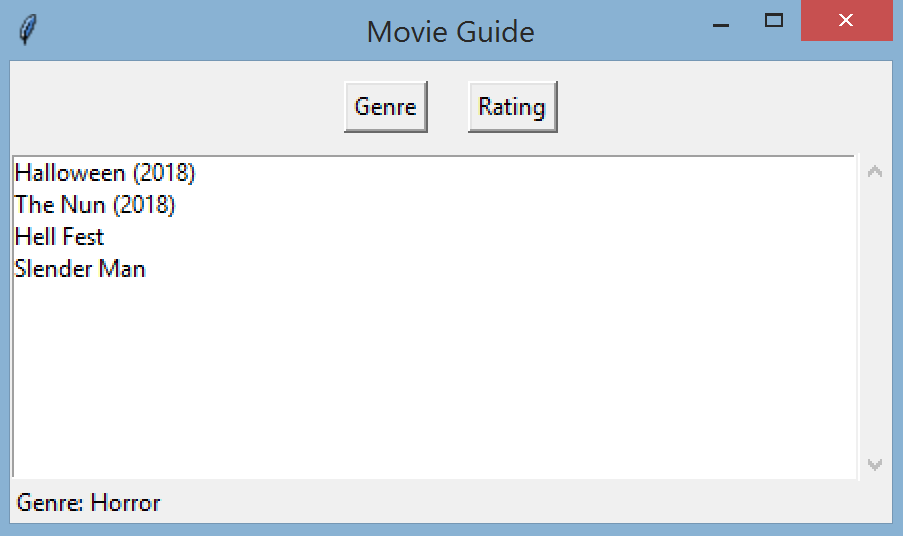 Movie Guide
Genre Rating
Halloween (2018)
The Nun (2018)
Hell Fest
Slender Man
Genre: Horror